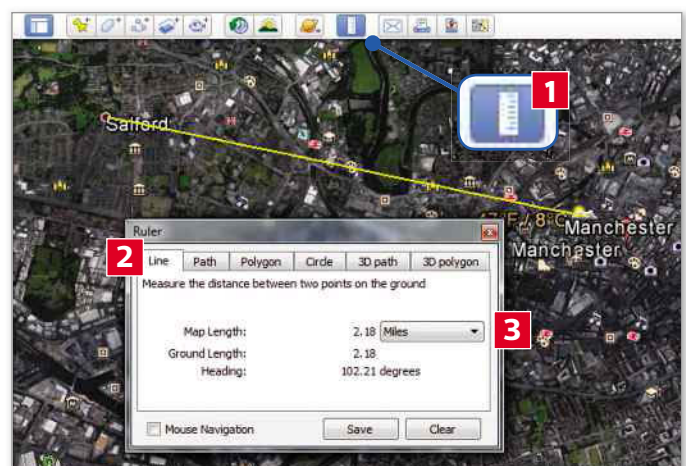 1
Salford
47°F / 8°C
Manchester
Manchester
Ruler
2
Line Path Polygon Circle 3D path 3D polygon
Measure the distance between two points on the ground
Map Length: 2.18 Miles
3
Ground Length: 2.18
Heading: 102.21 degrees
Mouse Navigation Save Clear